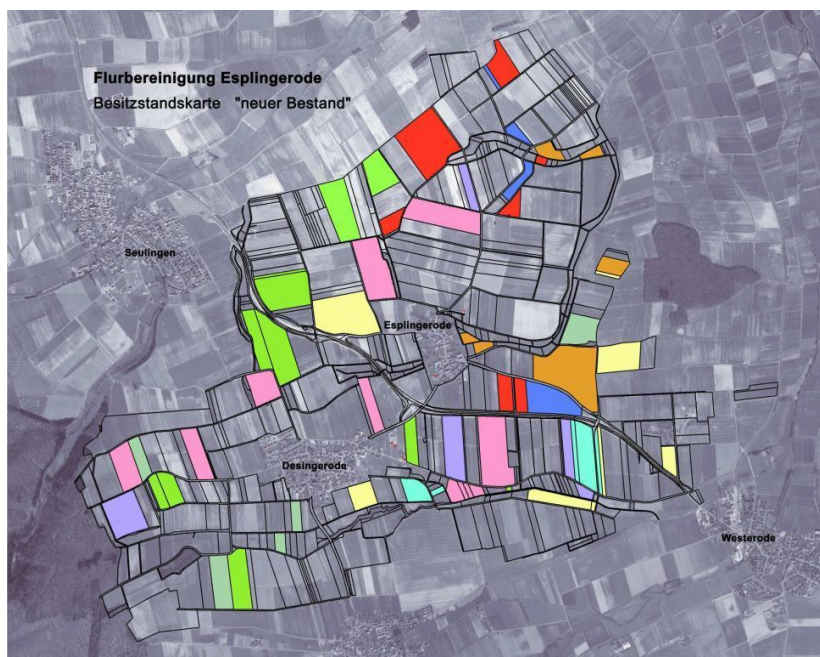 Flurbereinigung Esplingerode
Besitzstandskarte "neuer Bestand"
Seulingen
Esplingerode
Desingerode
Westerode